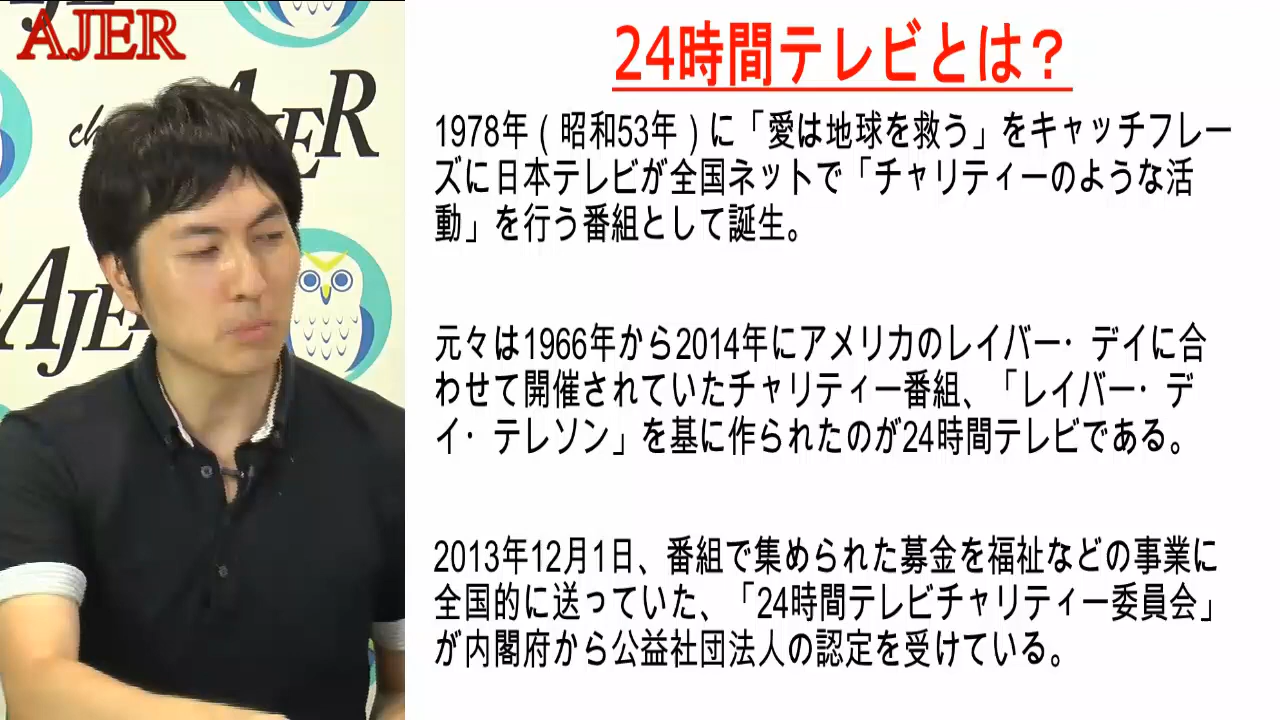 AJER
AJER
AJER
24時間テレビとは？
1978年（昭和53年）に「愛は地球を救う」をキャッチフレー
ズに日本テレビが全国ネットで「チャリティーのような活
動」を行う番組として誕生。
元々は1966年から2014年にアメリカのレイバー・デイに合
わせて開催されていたチャリティー番組、「レイバー・デ
イ・テレソン」を基に作られたのが24時間テレビである。
2013年12月1日、番組で集められた募金を福祉などの事業に
全国的に送っていた、「24時間テレビチャリティー委員会」
が内閣府から公益社団法人の認定を受けている。